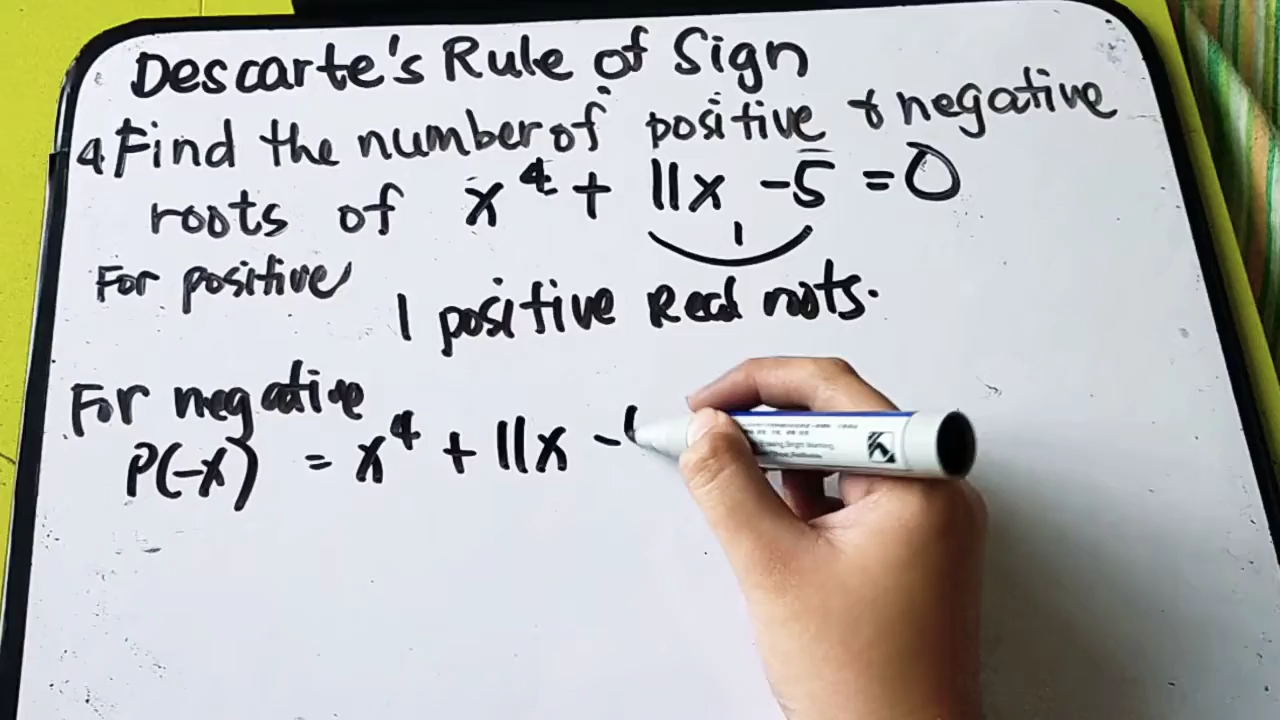 Descarte's Rule of Sign
4 Find the number of positive & negative
roots of x⁴ + 11x - 5 = 0
1
For positive
1 positive Real roots.
For negative
P(-x) = x⁴ + 11x -